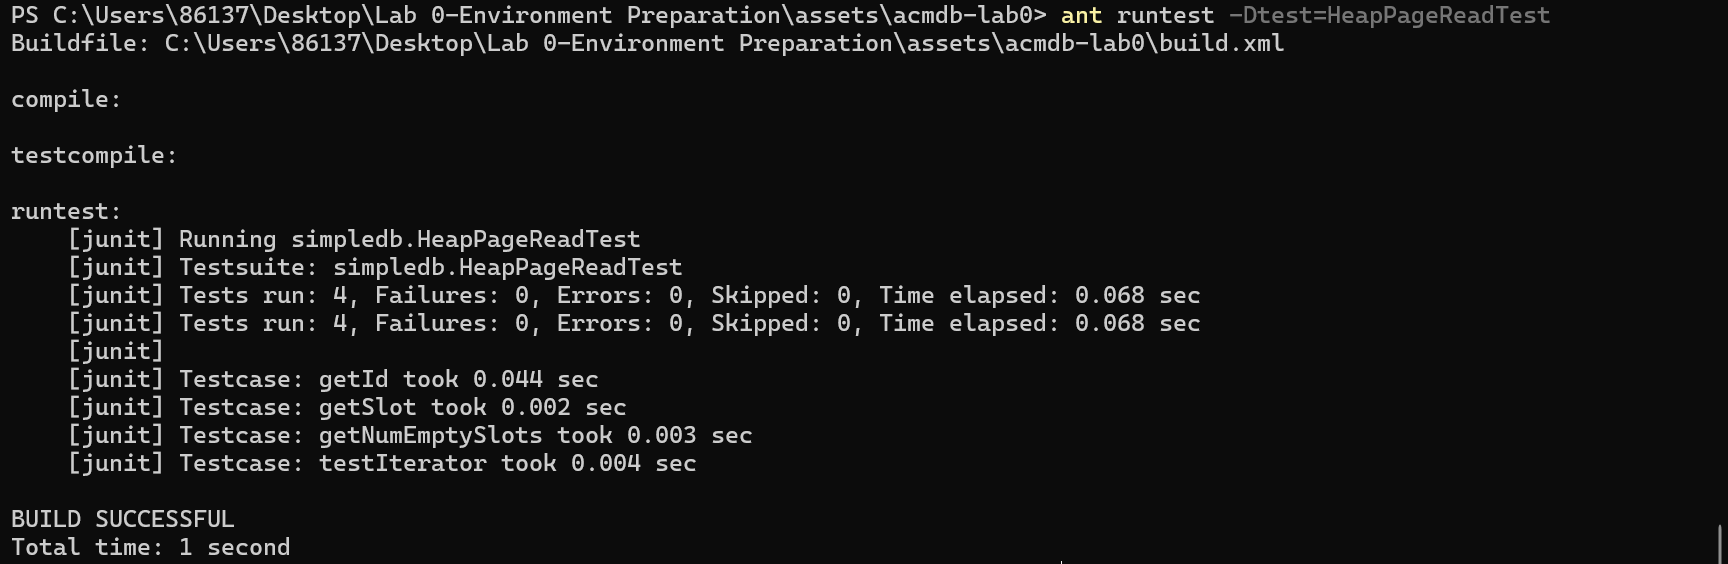 PS C:\Users\86137\Desktop\Lab 0-Environment Preparation\assets\acmdb-lab0> ant runtest -Dtest=HeapPageReadTest
Buildfile: C:\Users\86137\Desktop\Lab 0-Environment Preparation\assets\acmdb-lab0\build.xml
compile:
testcompile:
runtest:
[junit] Running simpledb.HeapPageReadTest
[junit] Testsuite: simpledb.HeapPageReadTest
[junit] Tests run: 4, Failures: 0, Errors: 0, Skipped: 0, Time elapsed: 0.068 sec
[junit] Tests run: 4, Failures: 0, Errors: 0, Skipped: 0, Time elapsed: 0.068 sec
[junit]
[junit] Testcase: getId took 0.044 sec
[junit] Testcase: getSlot took 0.002 sec
[junit] Testcase: getNumEmptySlots took 0.003 sec
[junit] Testcase: testIterator took 0.004 sec
BUILD SUCCESSFUL
Total time: 1 second